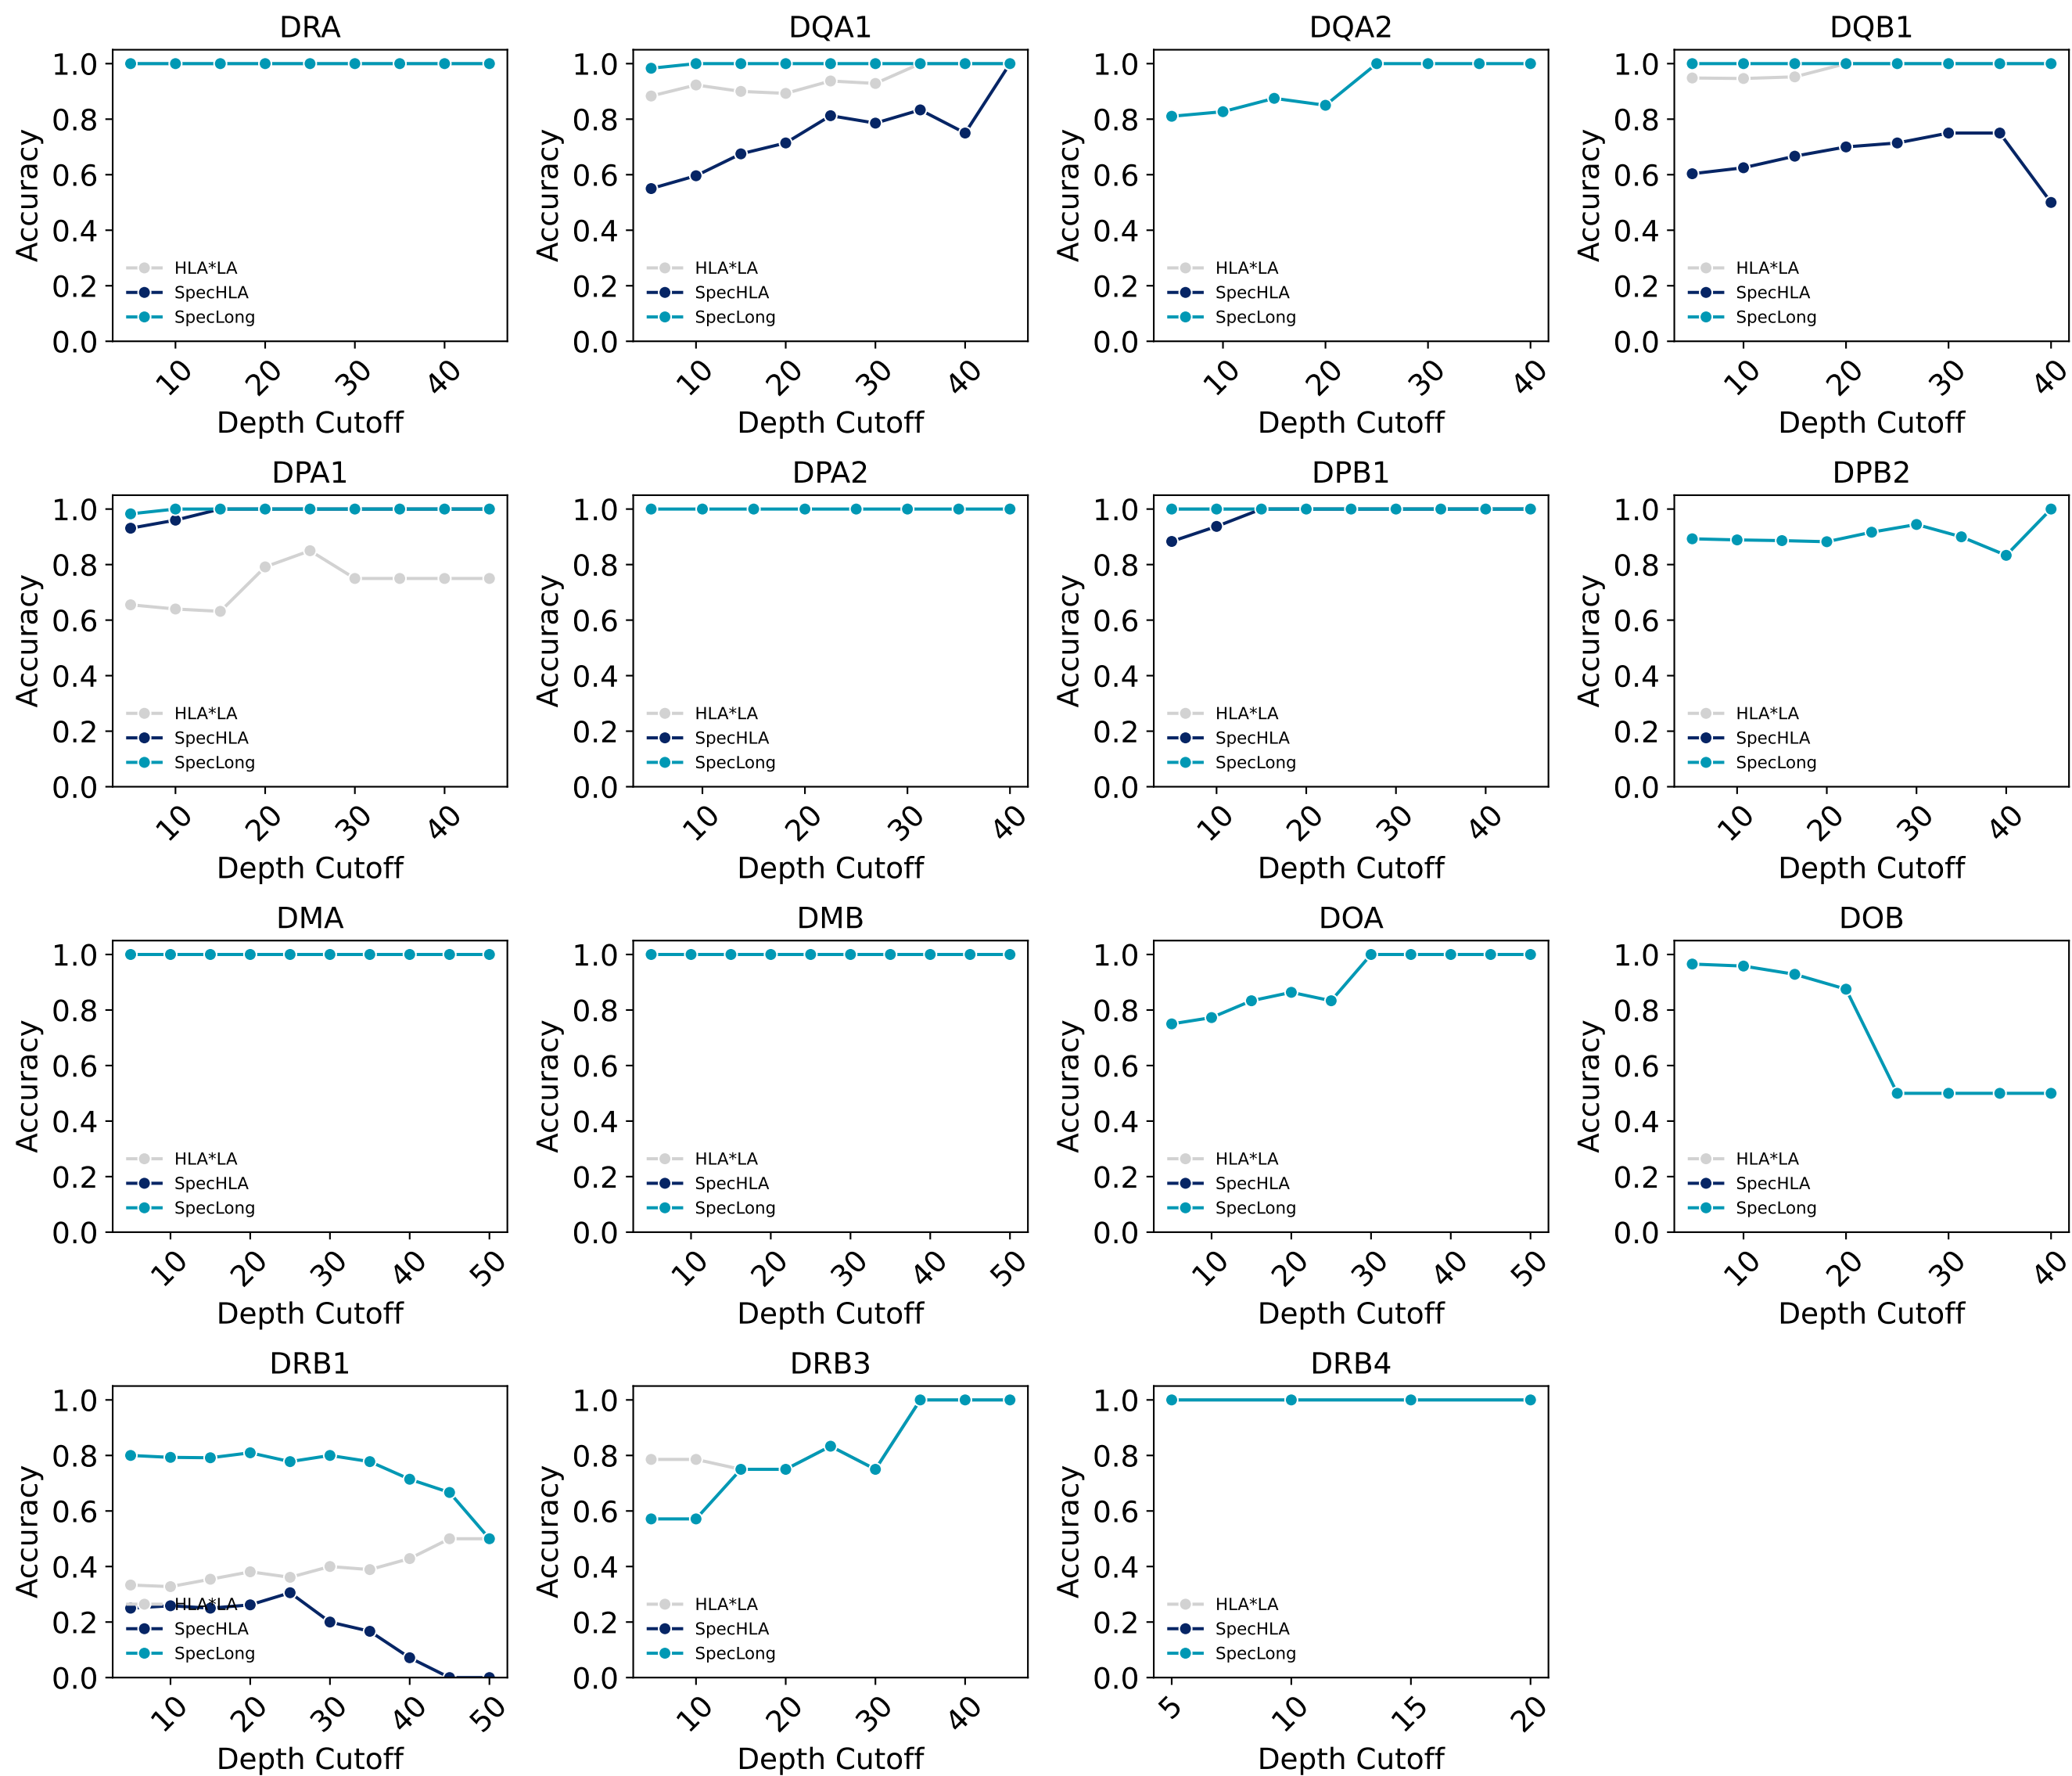 DRA
1.0
0.8
0.6
0.4
0.2
0.0
Accuracy
HLA*LA
SpecHLA
SpecLong
10 20 30 40
Depth Cutoff
DQA1
1.0
0.8
0.6
0.4
0.2
0.0
Accuracy
HLA*LA
SpecHLA
SpecLong
10 20 30 40
Depth Cutoff
DQA2
1.0
0.8
0.6
0.4
0.2
0.0
Accuracy
HLA*LA
SpecHLA
SpecLong
10 20 30 40
Depth Cutoff
DQB1
1.0
0.8
0.6
0.4
0.2
0.0
Accuracy
HLA*LA
SpecHLA
SpecLong
10 20 30 40
Depth Cutoff
DPA1
1.0
0.8
0.6
0.4
0.2
0.0
Accuracy
HLA*LA
SpecHLA
SpecLong
10 20 30 40
Depth Cutoff
DPA2
1.0
0.8
0.6
0.4
0.2
0.0
Accuracy
HLA*LA
SpecHLA
SpecLong
10 20 30 40
Depth Cutoff
DPB1
1.0
0.8
0.6
0.4
0.2
0.0
Accuracy
HLA*LA
SpecHLA
SpecLong
10 20 30 40
Depth Cutoff
DPB2
1.0
0.8
0.6
0.4
0.2
0.0
Accuracy
HLA*LA
SpecHLA
SpecLong
10 20 30 40
Depth Cutoff
DMA
1.0
0.8
0.6
0.4
0.2
0.0
Accuracy
HLA*LA
SpecHLA
SpecLong
10 20 30 40 50
Depth Cutoff
DMB
1.0
0.8
0.6
0.4
0.2
0.0
Accuracy
HLA*LA
SpecHLA
SpecLong
10 20 30 40 50
Depth Cutoff
DOA
1.0
0.8
0.6
0.4
0.2
0.0
Accuracy
HLA*LA
SpecHLA
SpecLong
10 20 30 40 50
Depth Cutoff
DOB
1.0
0.8
0.6
0.4
0.2
0.0
Accuracy
HLA*LA
SpecHLA
SpecLong
10 20 30 40
Depth Cutoff
DRB1
1.0
0.8
0.6
0.4
0.2
0.0
Accuracy
HLA*LA
SpecHLA
SpecLong
10 20 30 40 50
Depth Cutoff
DRB3
1.0
0.8
0.6
0.4
0.2
0.0
Accuracy
HLA*LA
SpecHLA
SpecLong
10 20 30 40
Depth Cutoff
DRB4
1.0
0.8
0.6
0.4
0.2
0.0
Accuracy
HLA*LA
SpecHLA
SpecLong
5 10 15 20
Depth Cutoff